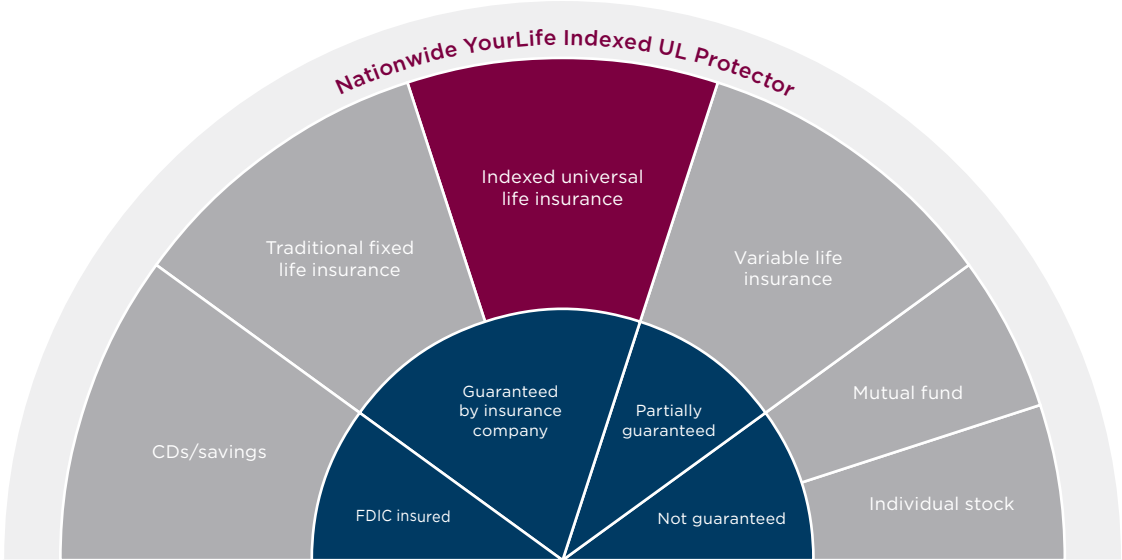 Nationwide YourLife Indexed UL Protector
Indexed universal
life insurance
Traditional fixed
life insurance
Variable life
insurance
CDs/savings
Mutual fund
Individual stock
Guaranteed
by insurance
company
Partially
guaranteed
FDIC insured
Not guaranteed